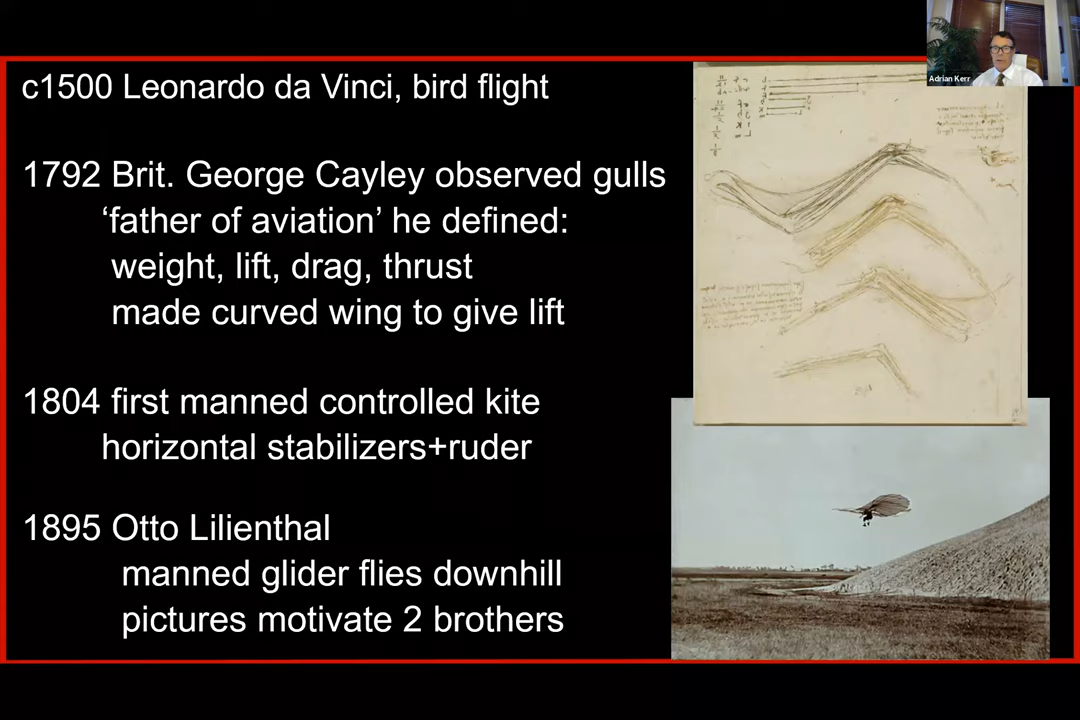 c1500 Leonardo da Vinci, bird flight
1792 Brit. George Cayley observed gulls
‘father of aviation’ he defined:
weight, lift, drag, thrust
made curved wing to give lift
1804 first manned controlled kite
horizontal stabilizers+ruder
1895 Otto Lilienthal
manned glider flies downhill
pictures motivate 2 brothers
Adrian Kerr